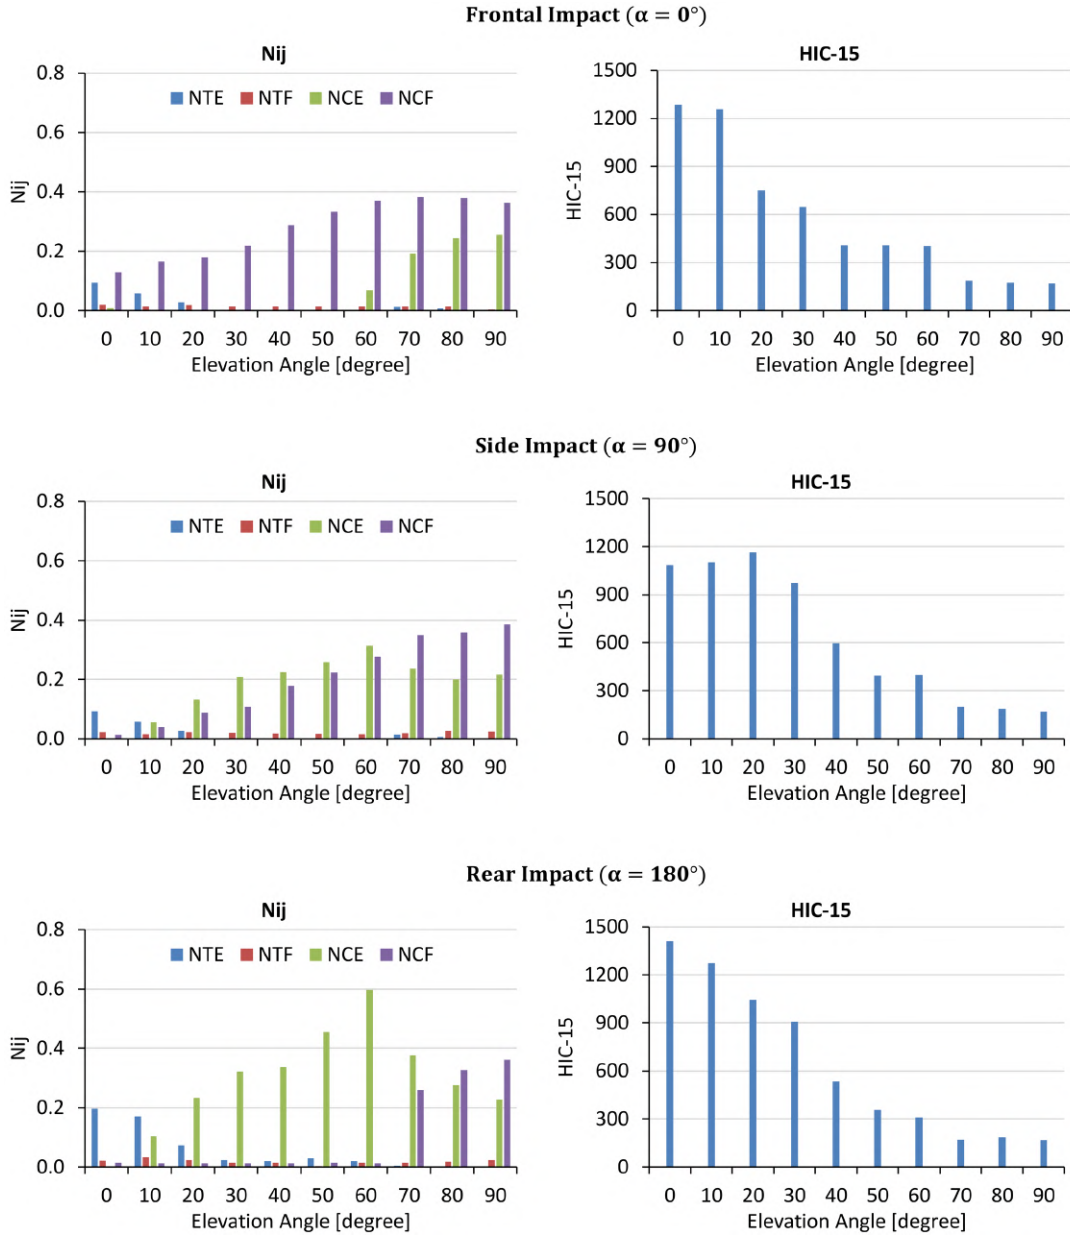 Frontal Impact (α = 0°)
Nij
0.8
0.6
0.4
0.2
0.0
Nij
NTE NTF NCE NCF
0 10 20 30 40 50 60 70 80 90
Elevation Angle [degree]
HIC-15
1500
1200
900
600
300
0
HIC-15
0 10 20 30 40 50 60 70 80 90
Elevation Angle [degree]
Side Impact (α = 90°)
Nij
0.8
0.6
0.4
0.2
0.0
Nij
NTE NTF NCE NCF
0 10 20 30 40 50 60 70 80 90
Elevation Angle [degree]
HIC-15
1500
1200
900
600
300
0
HIC-15
0 10 20 30 40 50 60 70 80 90
Elevation Angle [degree]
Rear Impact (α = 180°)
Nij
0.8
0.6
0.4
0.2
0.0
Nij
NTE NTF NCE NCF
0 10 20 30 40 50 60 70 80 90
Elevation Angle [degree]
HIC-15
1500
1200
900
600
300
0
HIC-15
0 10 20 30 40 50 60 70 80 90
Elevation Angle [degree]